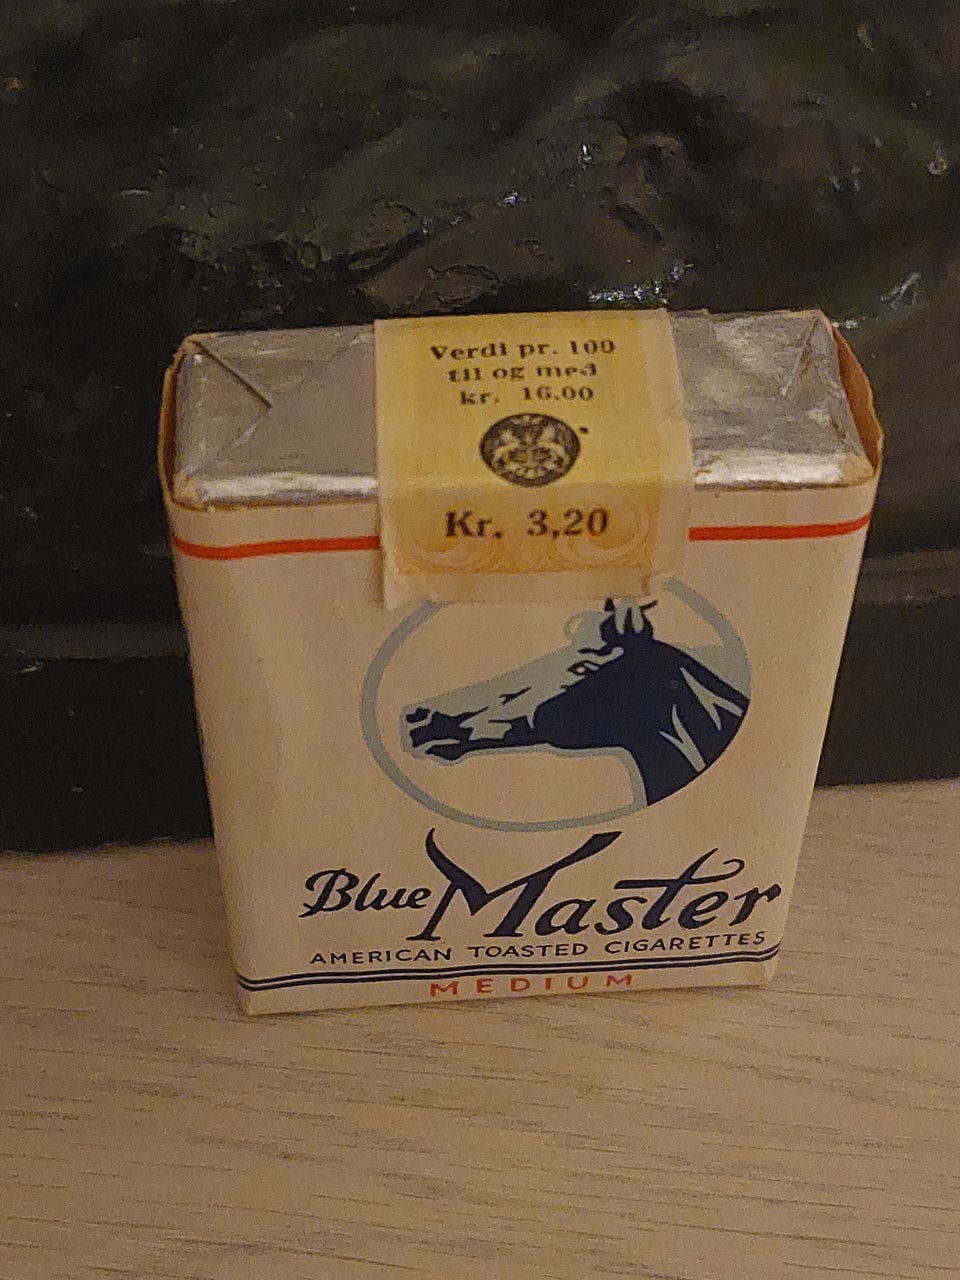 Verdi pr. 100
til og med
kr. 16.00
Kr. 3,20
Blue Master
AMERICAN TOASTED CIGARETTES
MEDIUM